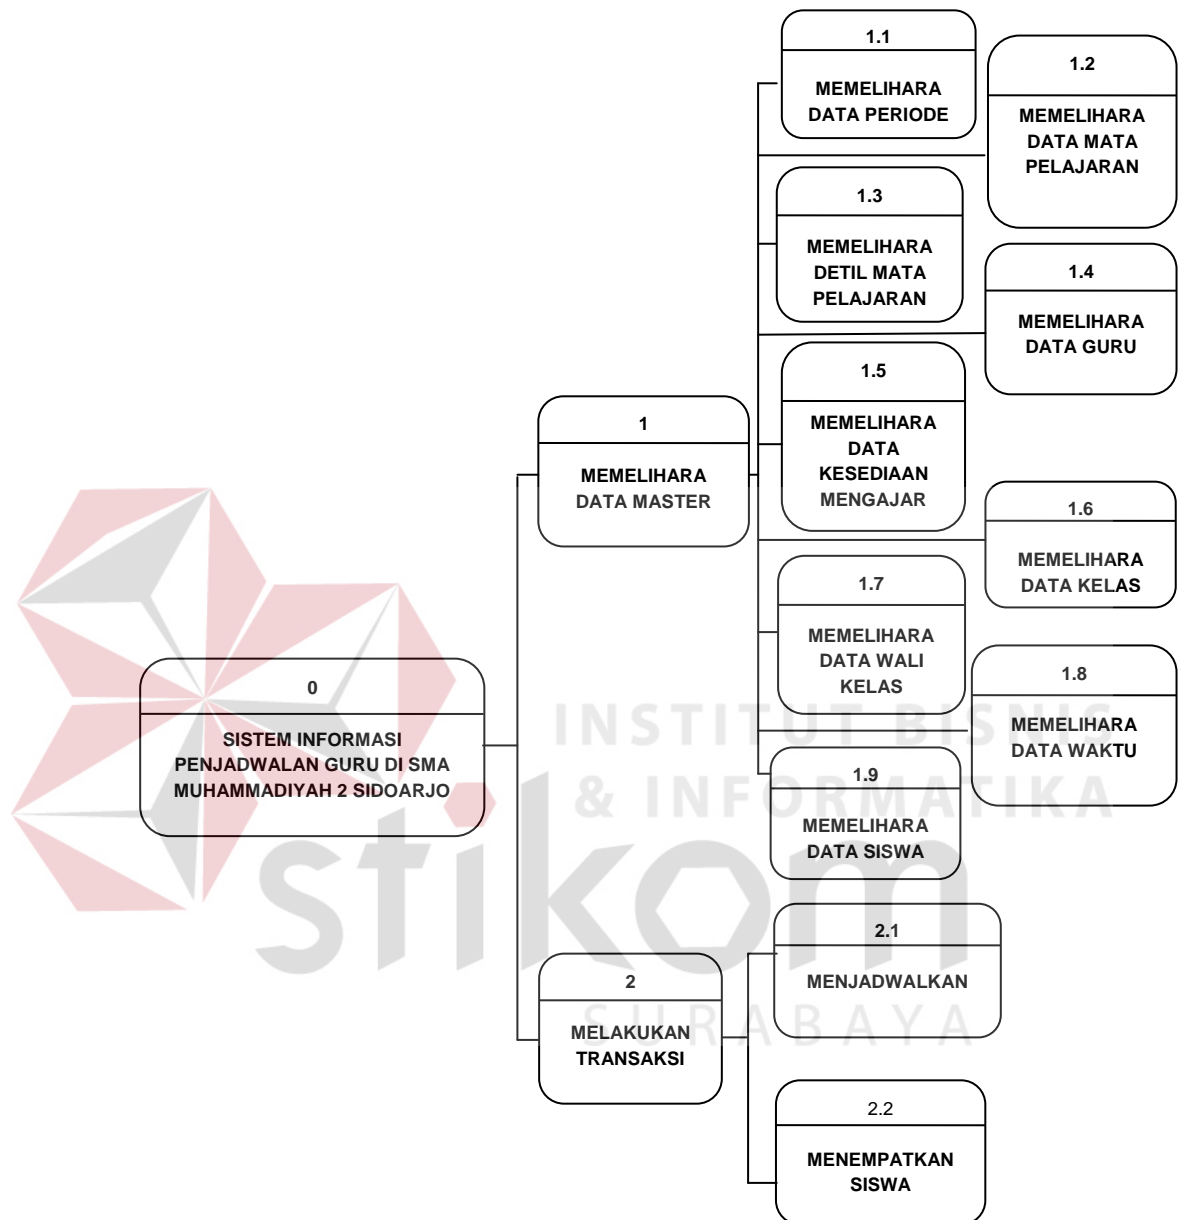 1.1
MEMELIHARA
DATA PERIODE
1.2
MEMELIHARA
DATA MATA
PELAJARAN
1.3
MEMELIHARA
DETIL MATA
PELAJARAN
1.4
MEMELIHARA
DATA GURU
1.5
MEMELIHARA
DATA
KESEDIAAN
MENGAJAR
1
MEMELIHARA
DATA MASTER
1.6
MEMELIHARA
DATA KELAS
1.7
MEMELIHARA
DATA WALI
KELAS
1.8
MEMELIHARA
DATA WAKTU
0
SISTEM INFORMASI
PENJADWALAN GURU DI SMA
MUHAMMADIYAH 2 SIDOARJO
1.9
MEMELIHARA
DATA SISWA
2.1
MENJADWALKAN
2
MELAKUKAN
TRANSAKSI
2.2
MENEMPATKAN
SISWA
INSTITUT BISNIS
& INFORMATIKA
stikom
SURABAYA